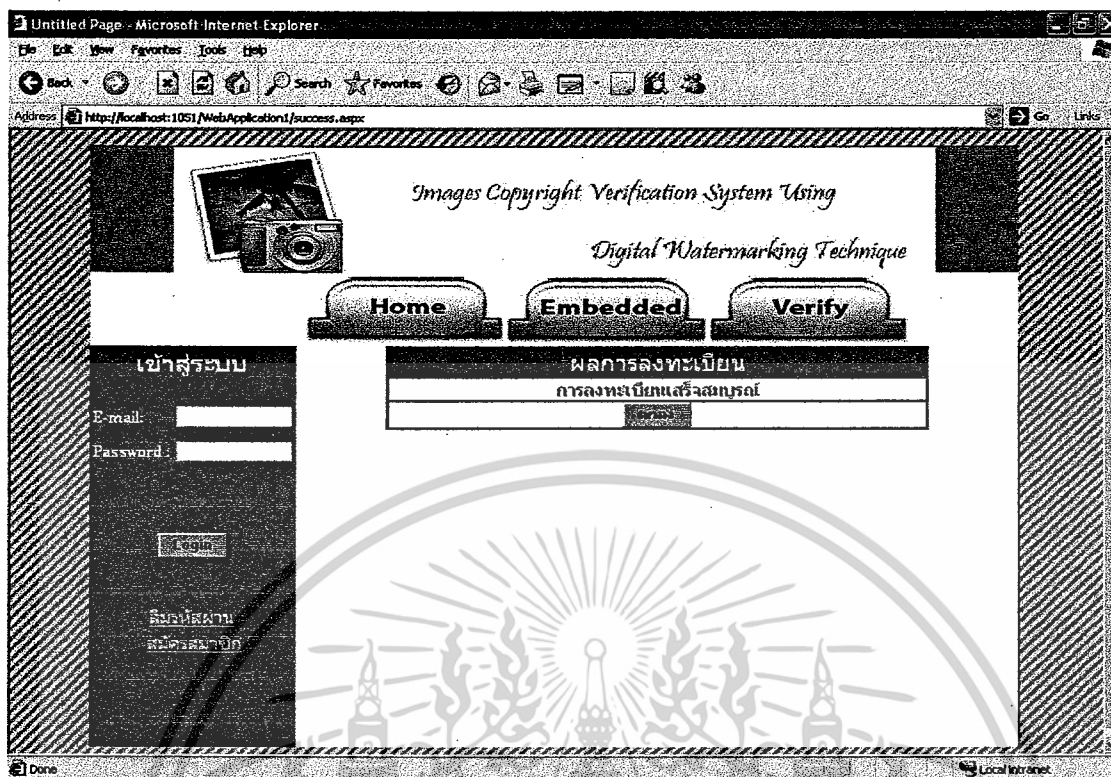 Untitled Page - Microsoft Internet Explorer
File Edit View Favorites Tools Help
Back Search Favorites
Address http://localhost:1051/WebApplication1/success.aspx Go Links
Images Copyright Verification System Using
Digital Watermarking Technique
Home Embedded Verify
เข้าสู่ระบบ
E-mail:
Password :
Login
ลืมรหัสผ่าน
สมัครสมาชิก
ผลการลงทะเบียน
การลงทะเบียนเสร็จสมบูรณ์
Done Local intranet